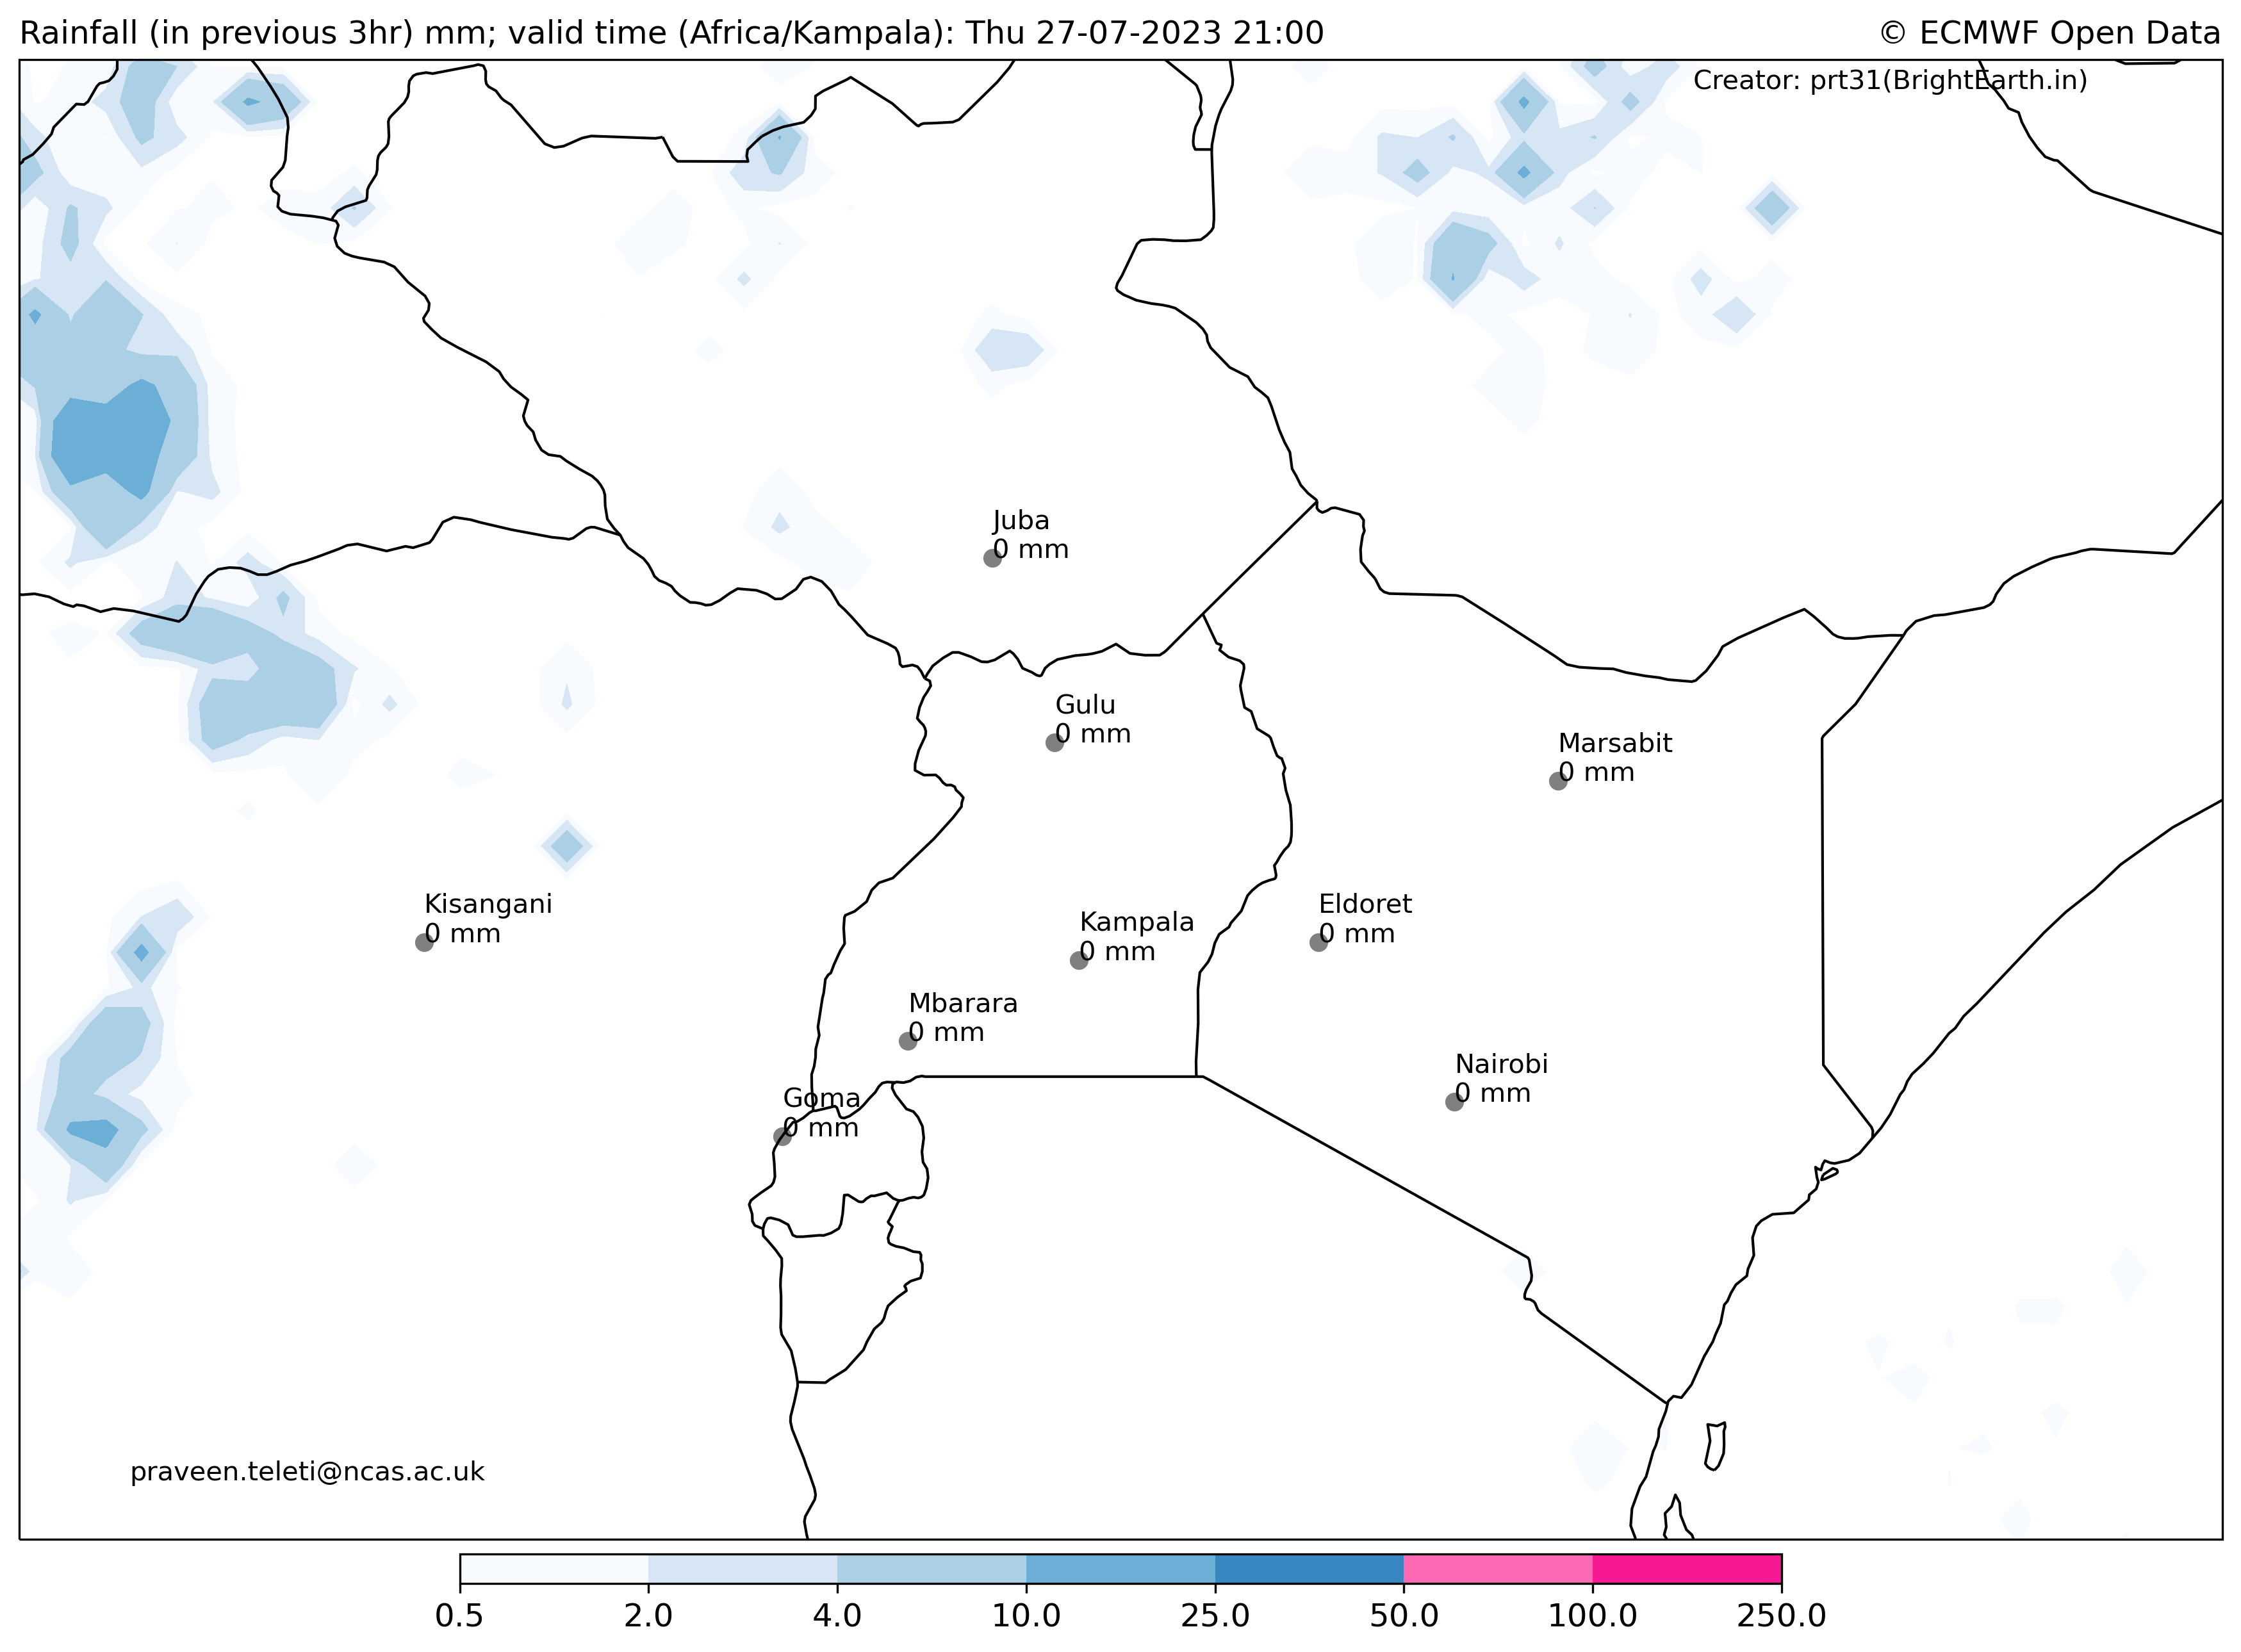 Rainfall (in previous 3hr) mm; valid time (Africa/Kampala): Thu 27-07-2023 21:00
© ECMWF Open Data
Creator: prt31(BrightEarth.in)
Juba
0 mm
Gulu
0 mm
Marsabit
0 mm
Kisangani
0 mm
Eldoret
0 mm
Kampala
0 mm
Mbarara
0 mm
Nairobi
0 mm
Goma
0 mm
praveen.teleti@ncas.ac.uk
0.5 2.0 4.0 10.0 25.0 50.0 100.0 250.0